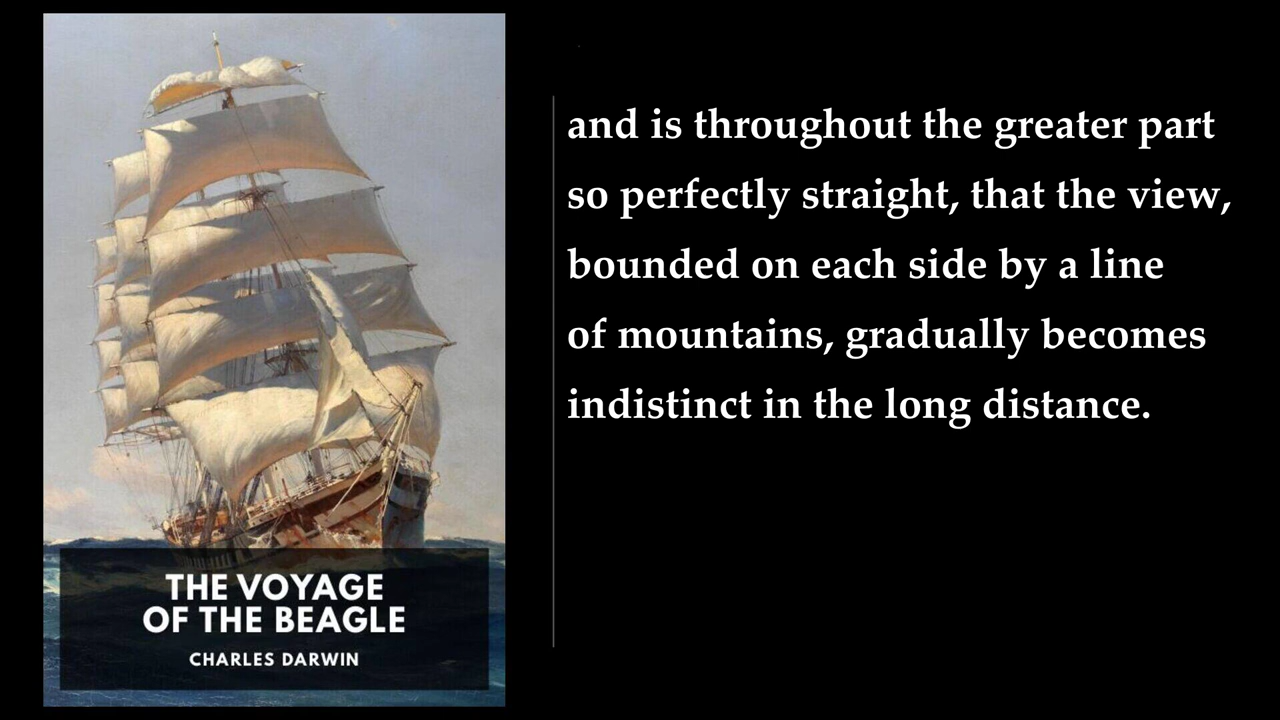 and is throughout the greater part
so perfectly straight, that the view,
bounded on each side by a line
of mountains, gradually becomes
indistinct in the long distance.
THE VOYAGE
OF THE BEAGLE
CHARLES DARWIN